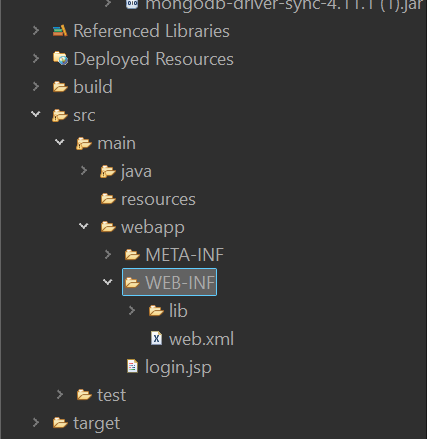 mongodb-driver-sync-4.11.1 (1).jar
Referenced Libraries
Deployed Resources
build
src
main
java
resources
webapp
META-INF
WEB-INF
lib
web.xml
login.jsp
test
target